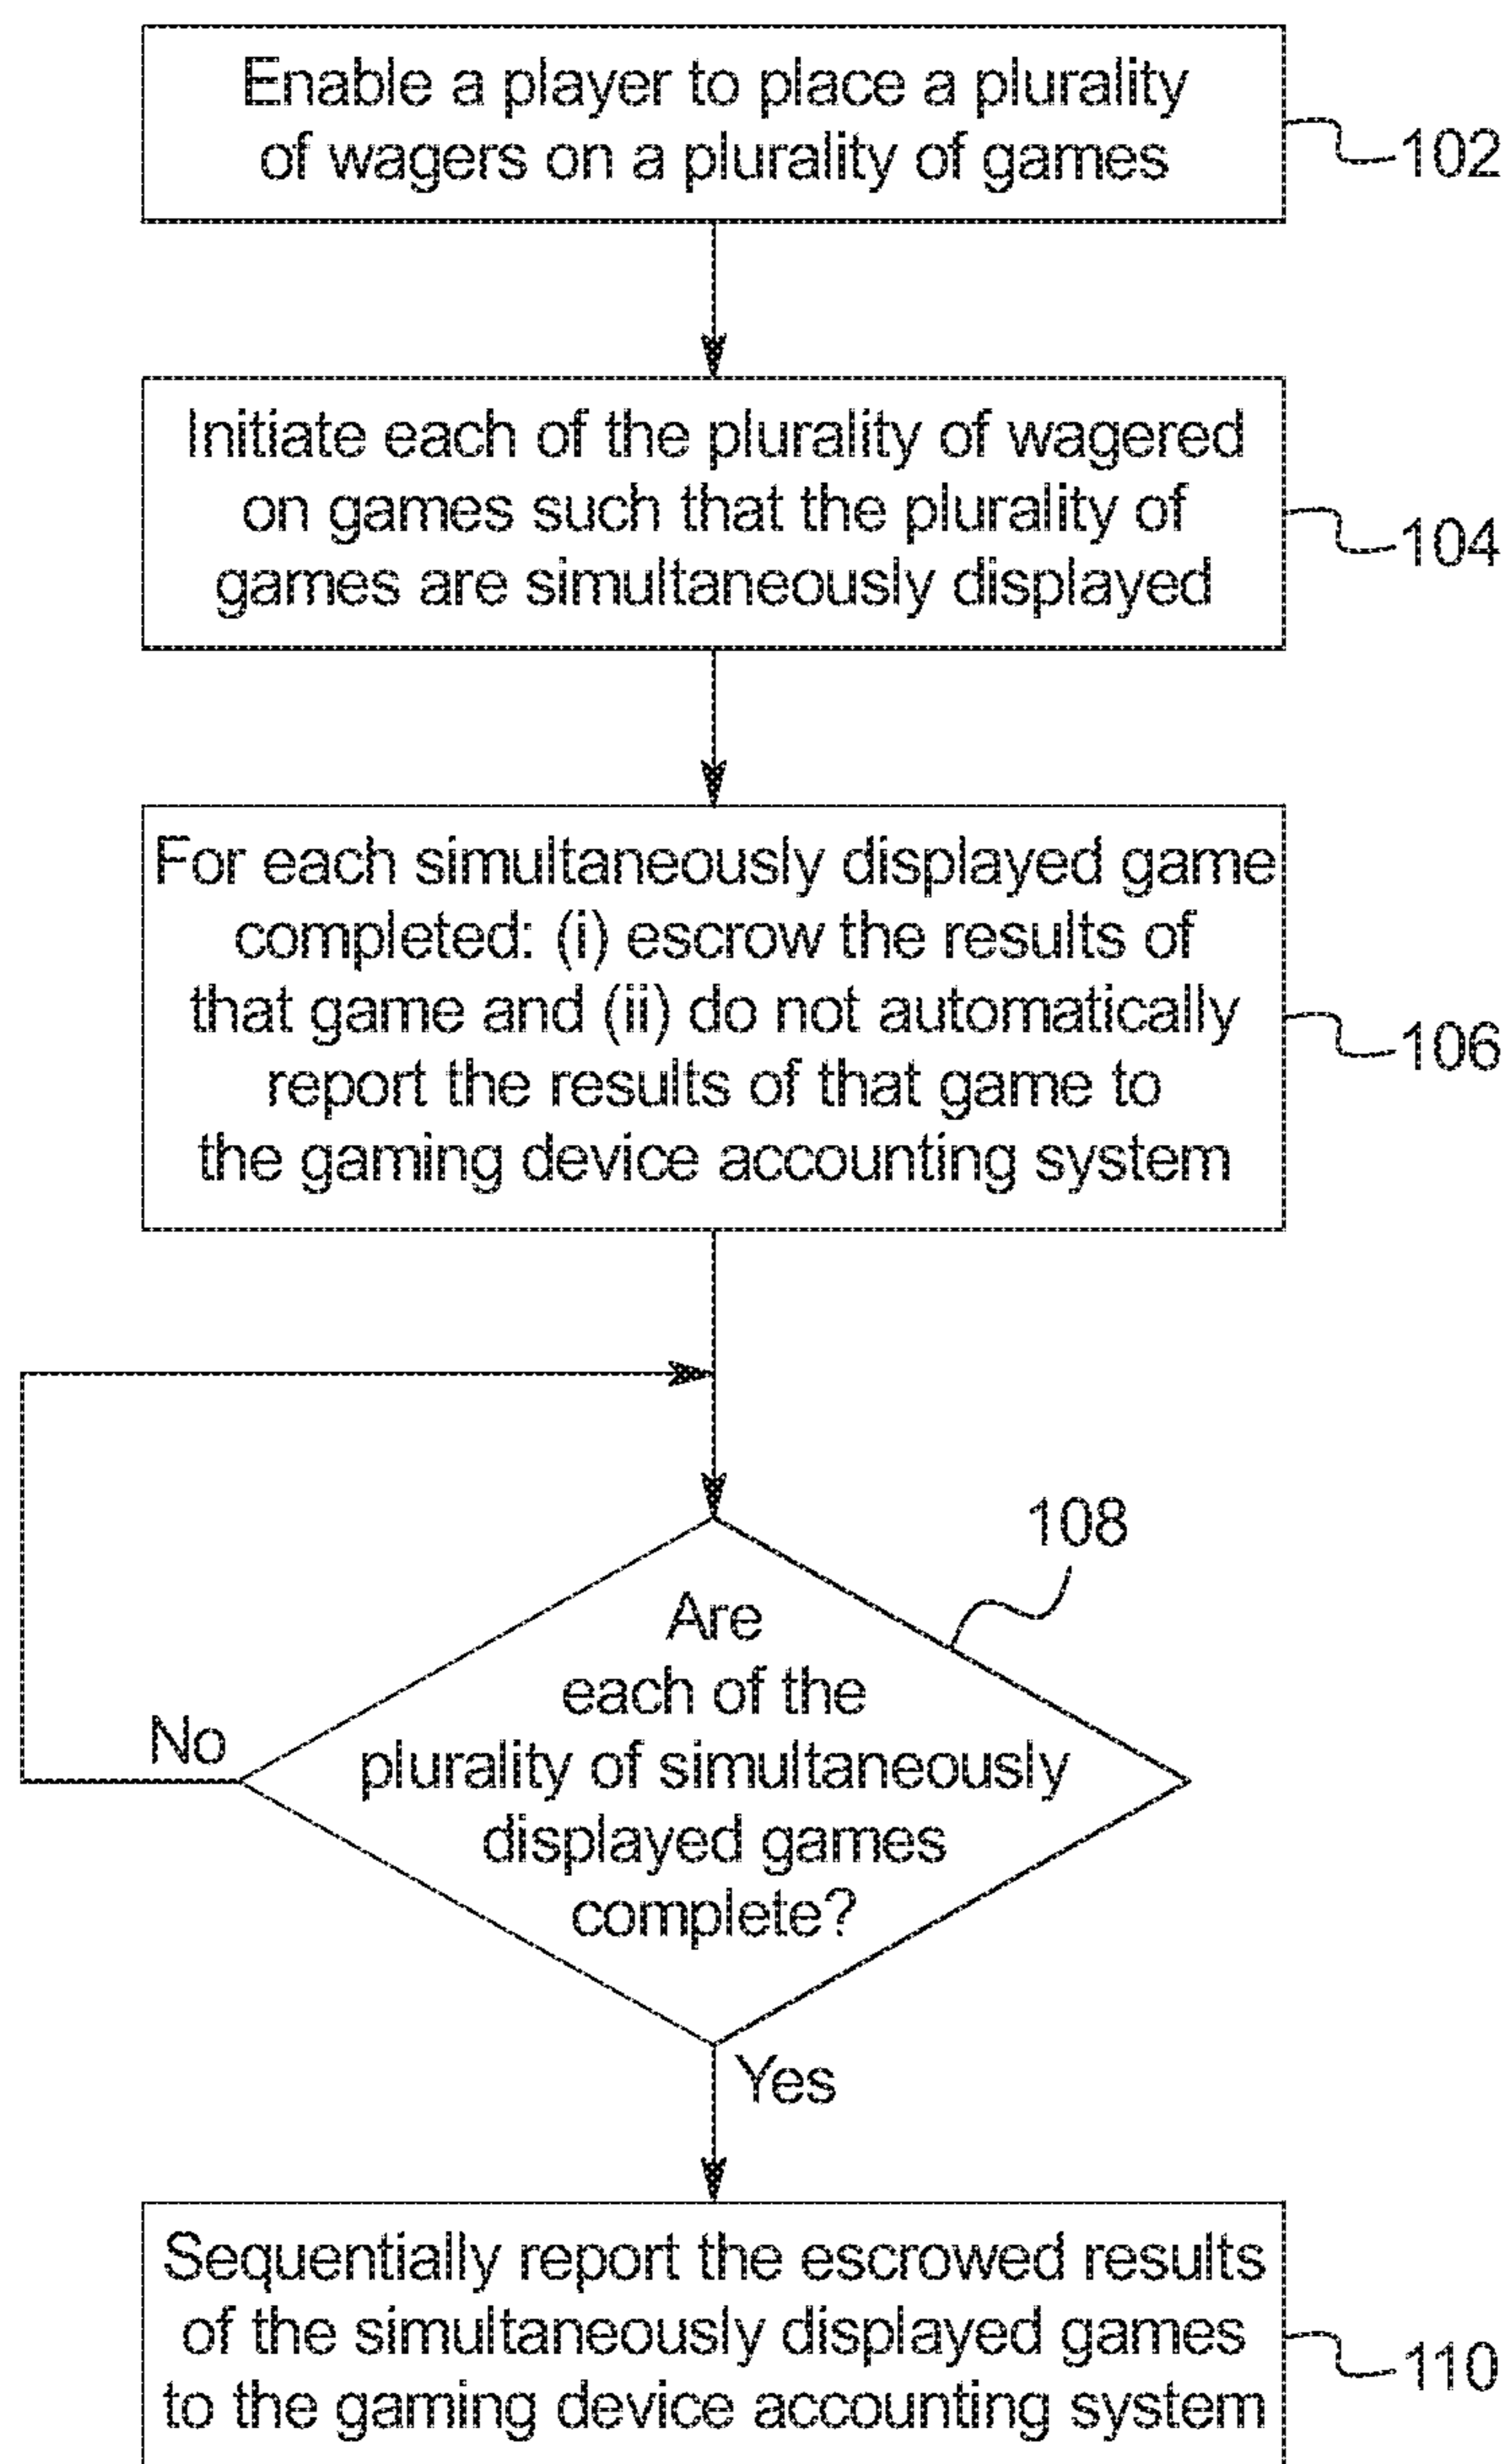 Enable a player to place a plurality
of wagers on a plurality of games
102
Initiate each of the plurality of wagered
on games such that the plurality of
games are simultaneously displayed
104
For each simultaneously displayed game
completed: (i) escrow the results of
that game and (ii) do not automatically
report the results of that game to
the gaming device accounting system
106
108
Are
each of the
plurality of simultaneously
displayed games
complete?
No
Yes
Sequentially report the escrowed results
of the simultaneously displayed games
to the gaming device accounting system
110